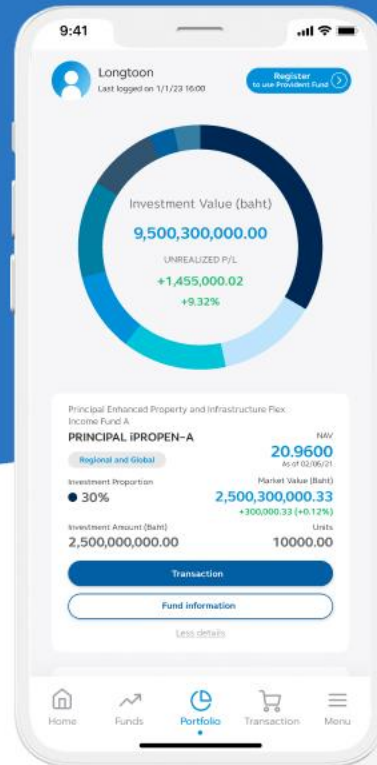 9:41
Longtoon
Last logged on 1/1/23 16:00
Register
to use Provident Fund
Investment Value (baht)
9,500,300,000.00
UNREALIZED P/L
+1,455,000.02
+9.32%
Principal Enhanced Property and Infrastructure Flex
Income Fund A
PRINCIPAL iPROPEN-A
NAV
20.9600
As of 02/06/21
Regional and Global
Investment Proportion
30%
Market Value (Baht)
2,500,300,000.33
+300,000.33 (+0.12%)
Investment Amount (Baht)
2,500,000,000.00
Units
10000.00
Transaction
Fund information
Less details
Home
Funds
Portfolio
Transaction
Menu